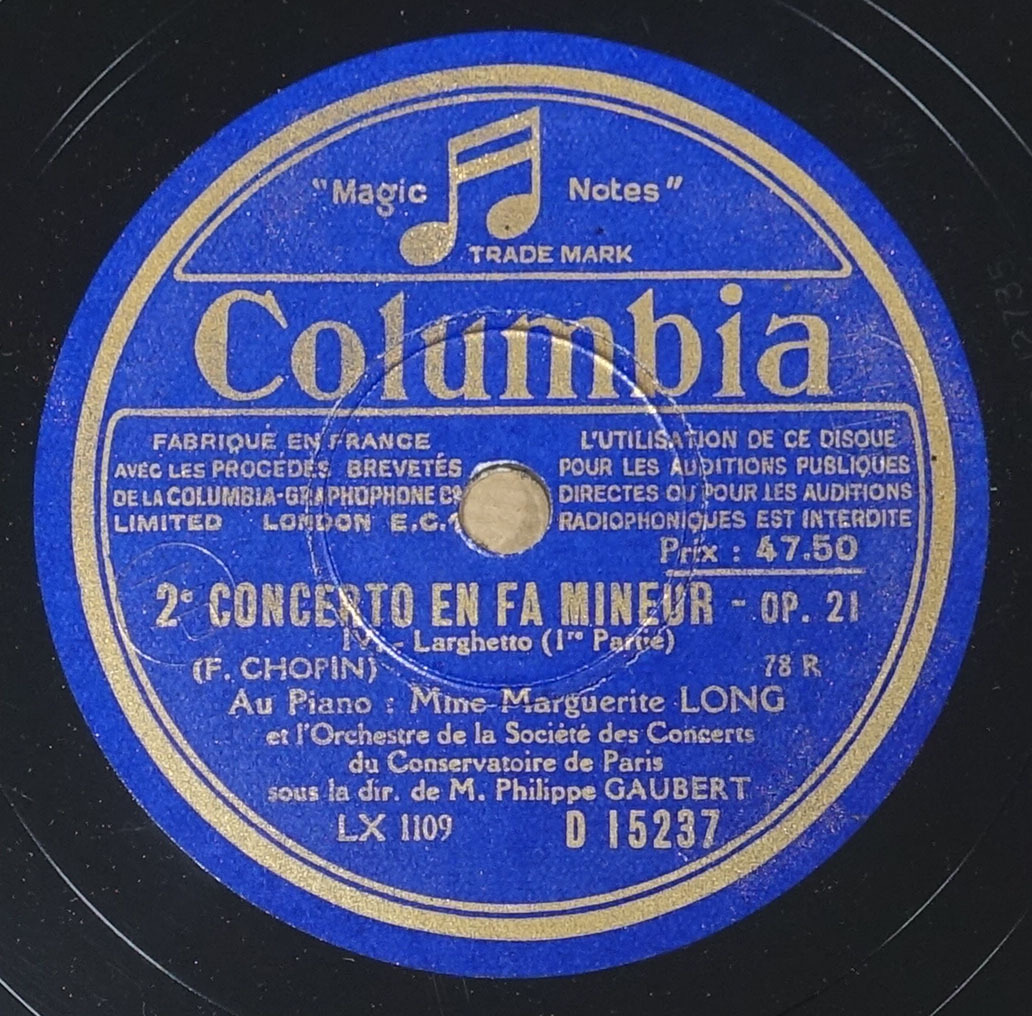 "Magic Notes"
TRADE MARK
Columbia
FABRIQUÉ EN FRANCE
AVEC LES PROCÉDÉS BREVETÉS
DE LA COLUMBIA-GRAPHOPHONE Cº
LIMITED LONDON E.C.1
L'UTILISATION DE CE DISQUE
POUR LES AUDITIONS PUBLIQUES
DIRECTES OU POUR LES AUDITIONS
RADIOPHONIQUES EST INTERDITE
Prix : 47.50
2e CONCERTO EN FA MINEUR - OP. 21
- Larghetto (1re Partie)
(F. CHOPIN) 78 R
Au Piano : Mme Marguerite LONG
et l'Orchestre de la Société des Concerts
du Conservatoire de Paris
sous la dir. de M. Philippe GAUBERT
LX 1109 D 15237